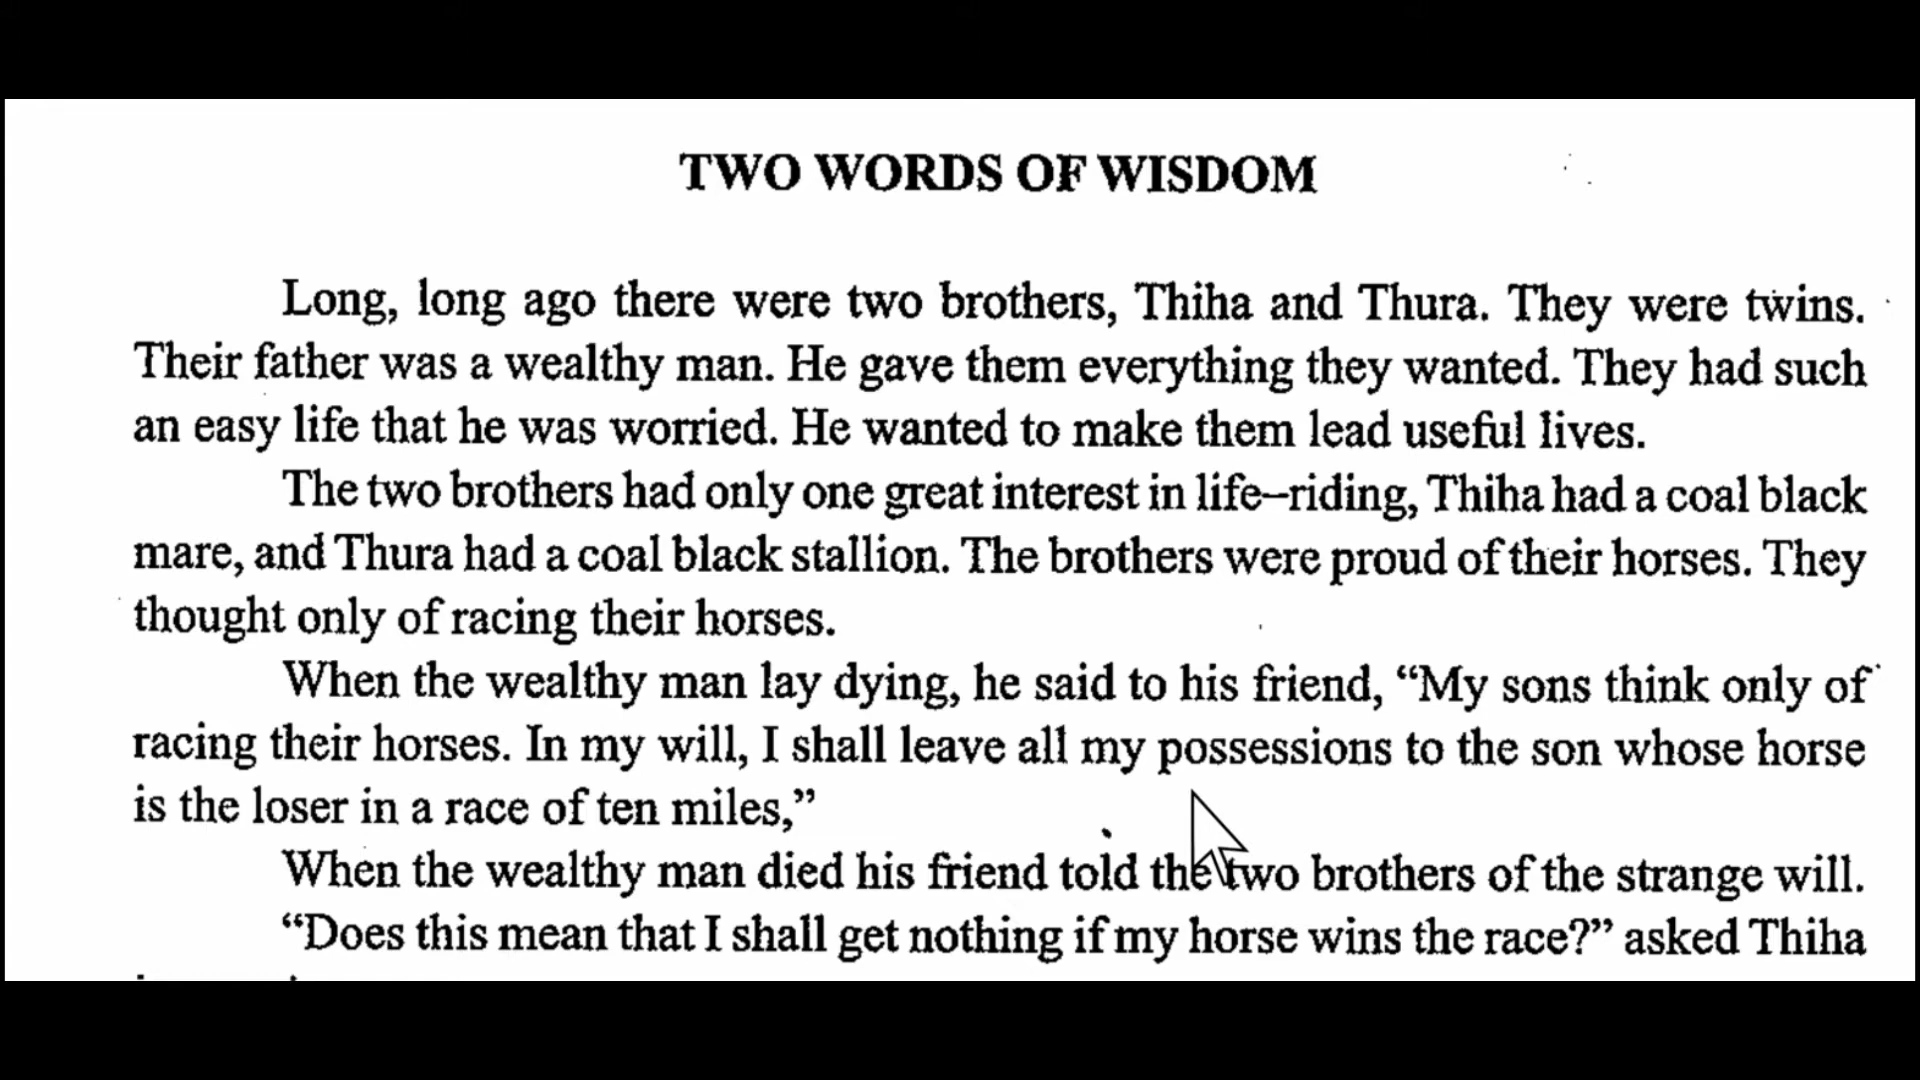 TWO WORDS OF WISDOM
Long, long ago there were two brothers, Thiha and Thura. They were twins.
Their father was a wealthy man. He gave them everything they wanted. They had such
an easy life that he was worried. He wanted to make them lead useful lives.
The two brothers had only one great interest in life–riding, Thiha had a coal black
mare, and Thura had a coal black stallion. The brothers were proud of their horses. They
thought only of racing their horses.
When the wealthy man lay dying, he said to his friend, “My sons think only of
racing their horses. In my will, I shall leave all my possessions to the son whose horse
is the loser in a race of ten miles,”
When the wealthy man died his friend told the two brothers of the strange will.
“Does this mean that I shall get nothing if my horse wins the race?” asked Thiha